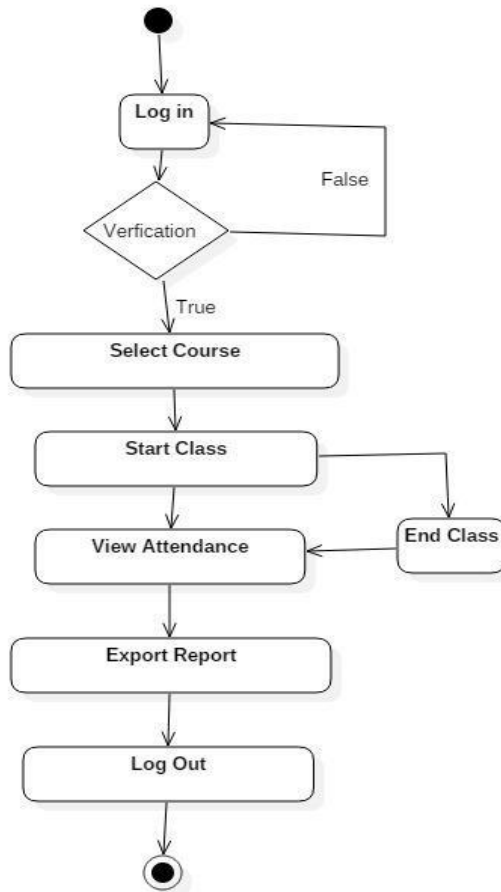 Log in
False
Verfication
True
Select Course
Start Class
View Attendance
End Class
Export Report
Log Out